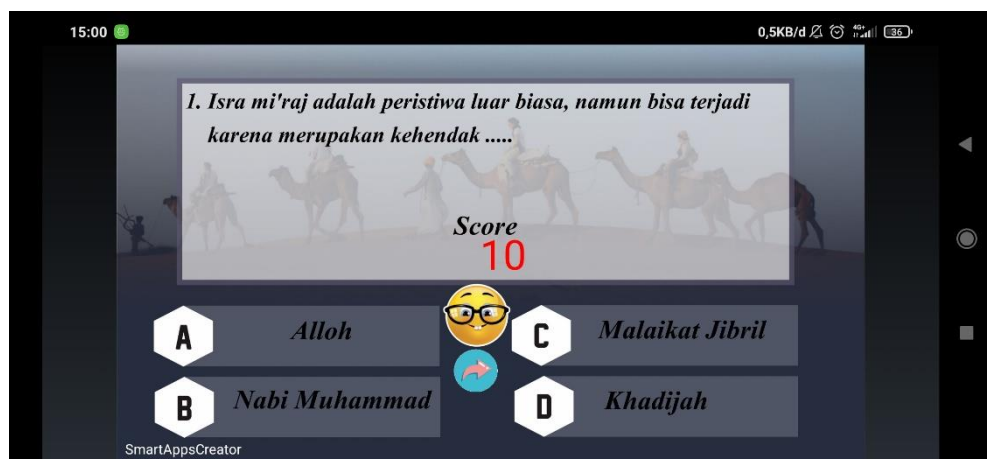 15:00
0,5KB/d 4G+ 36
1. Isra mi'raj adalah peristiwa luar biasa, namun bisa terjadi
karena merupakan kehendak .....
Score
10
A Alloh
B Nabi Muhammad
C Malaikat Jibril
D Khadijah
SmartAppsCreator